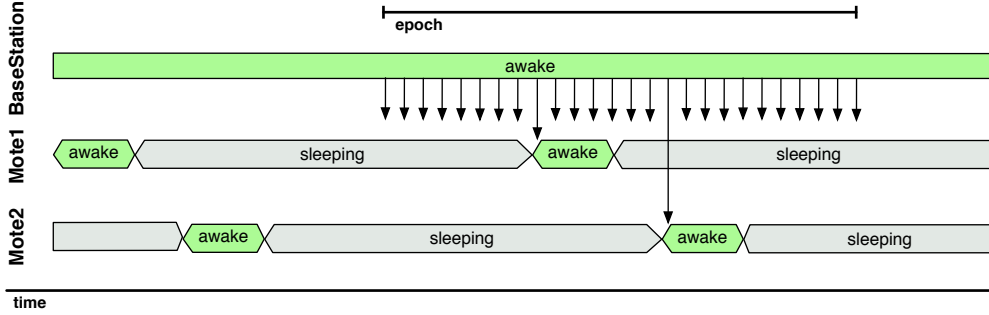 epoch
BaseStation
awake
Mote1
awake
sleeping
awake
sleeping
Mote2
awake
sleeping
awake
sleeping
time